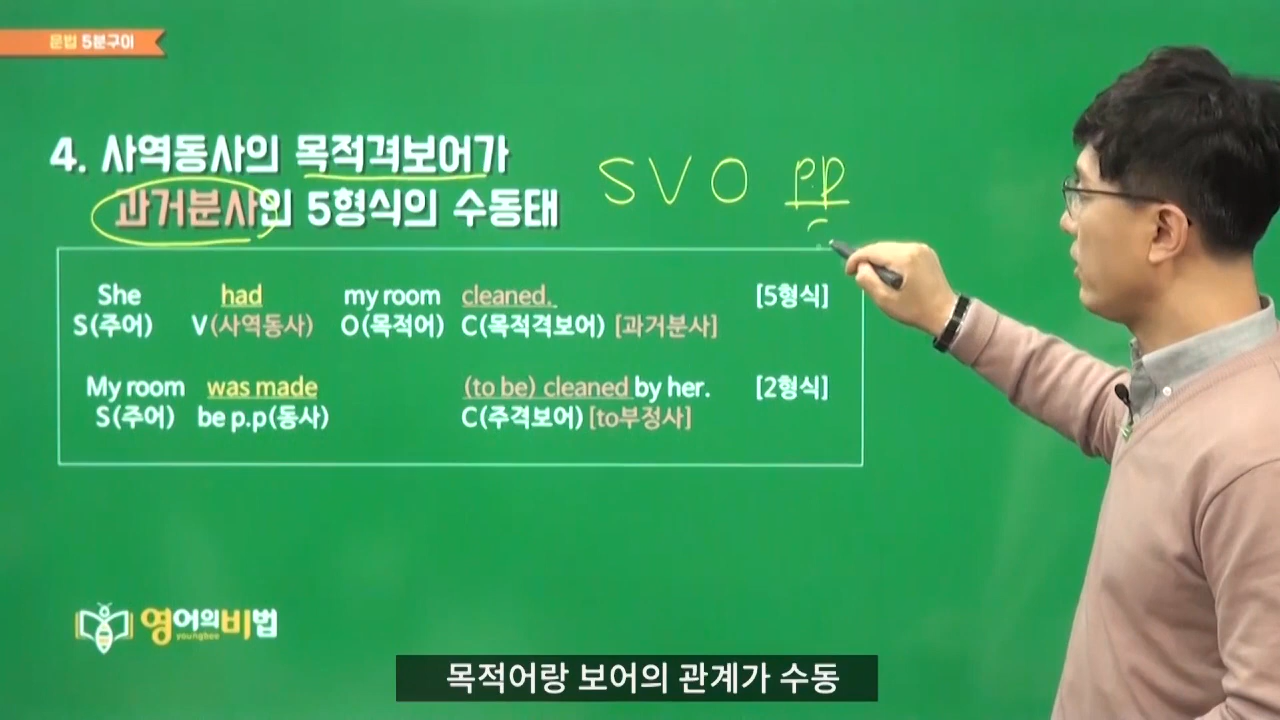 문법 5분구이
4. 사역동사의 목적격보어가
과거분사인 5형식의 수동태
S V O p.p
She had my room cleaned. [5형식]
S(주어) V(사역동사) O(목적어) C(목적격보어) [과거분사]
My room was made (to be) cleaned by her. [2형식]
S(주어) be p.p(동사) C(주격보어) [to부정사]
영어의비법
youngbee
목적어랑 보어의 관계가 수동